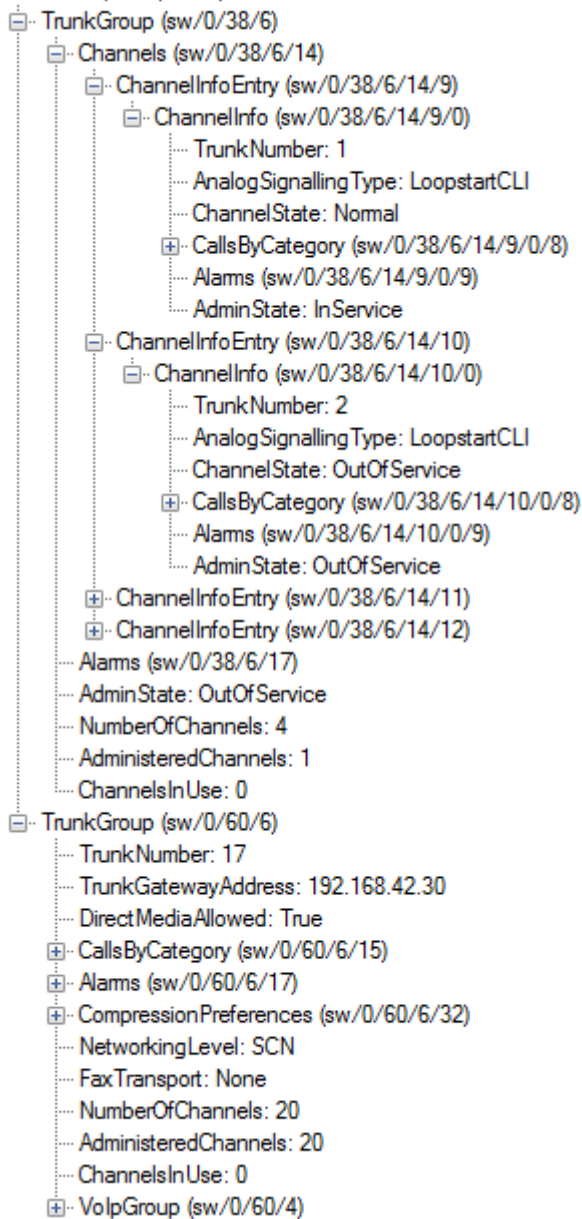 TrunkGroup (sw/0/38/6)
Channels (sw/0/38/6/14)
ChannelInfoEntry (sw/0/38/6/14/9)
ChannelInfo (sw/0/38/6/14/9/0)
TrunkNumber: 1
AnalogSignallingType: LoopstartCLI
ChannelState: Normal
CallsByCategory (sw/0/38/6/14/9/0/8)
Alarms (sw/0/38/6/14/9/0/9)
AdminState: InService
ChannelInfoEntry (sw/0/38/6/14/10)
ChannelInfo (sw/0/38/6/14/10/0)
TrunkNumber: 2
AnalogSignallingType: LoopstartCLI
ChannelState: OutOfService
CallsByCategory (sw/0/38/6/14/10/0/8)
Alarms (sw/0/38/6/14/10/0/9)
AdminState: OutOfService
ChannelInfoEntry (sw/0/38/6/14/11)
ChannelInfoEntry (sw/0/38/6/14/12)
Alarms (sw/0/38/6/17)
AdminState: OutOfService
NumberOfChannels: 4
AdministeredChannels: 1
ChannelsInUse: 0
TrunkGroup (sw/0/60/6)
TrunkNumber: 17
TrunkGatewayAddress: 192.168.42.30
DirectMediaAllowed: True
CallsByCategory (sw/0/60/6/15)
Alarms (sw/0/60/6/17)
CompressionPreferences (sw/0/60/6/32)
NetworkingLevel: SCN
FaxTransport: None
NumberOfChannels: 20
AdministeredChannels: 20
ChannelsInUse: 0
VoIpGroup (sw/0/60/4)